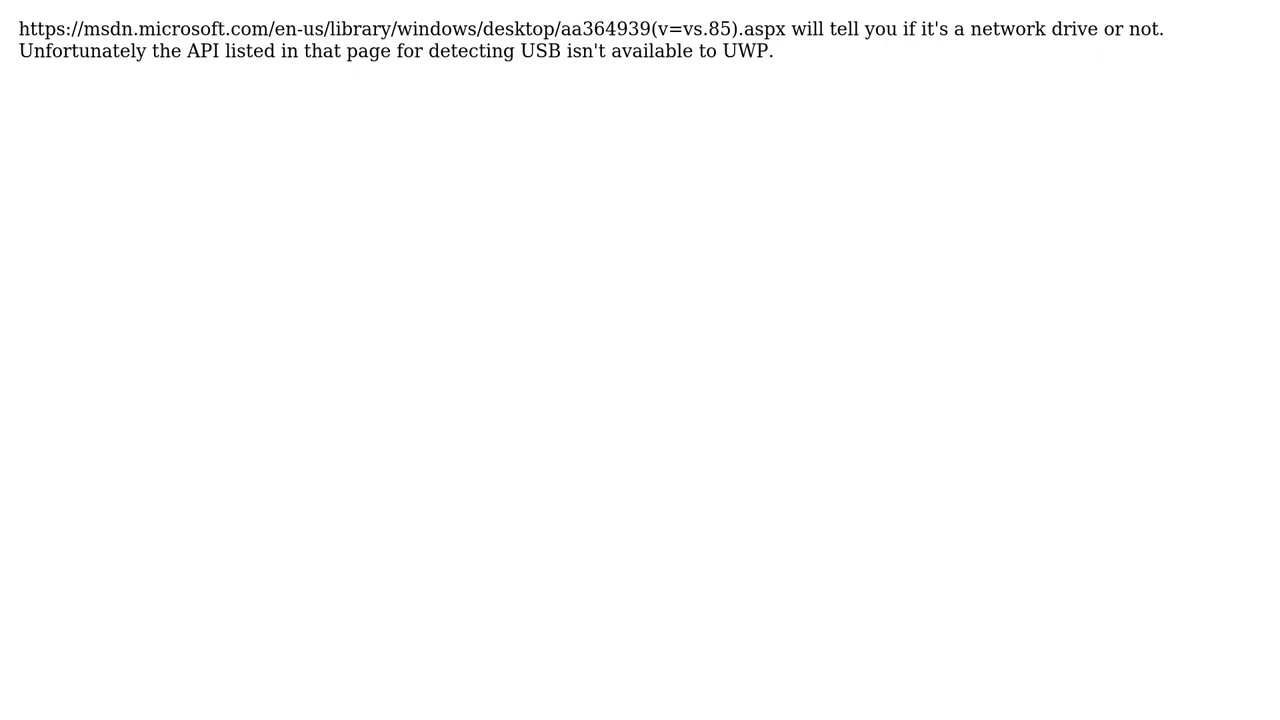 https://msdn.microsoft.com/en-us/library/windows/desktop/aa364939(v=vs.85).aspx will tell you if it's a network drive or not.
Unfortunately the API listed in that page for detecting USB isn't available to UWP.